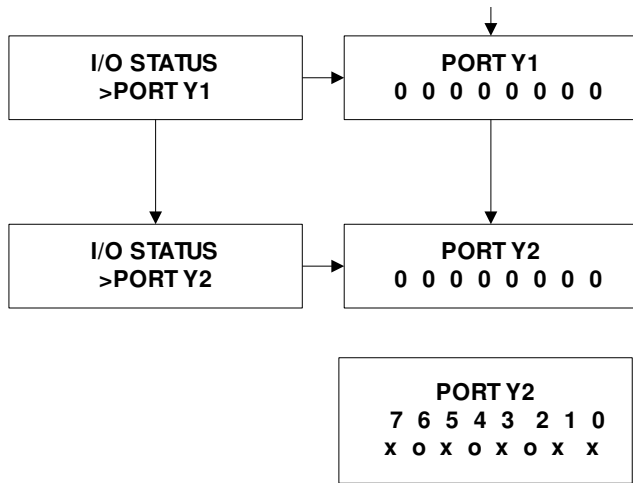 I/O STATUS
>PORT Y1
PORT Y1
0 0 0 0 0 0 0 0
I/O STATUS
>PORT Y2
PORT Y2
0 0 0 0 0 0 0 0
PORT Y2
7 6 5 4 3 2 1 0
x o x o x o x x